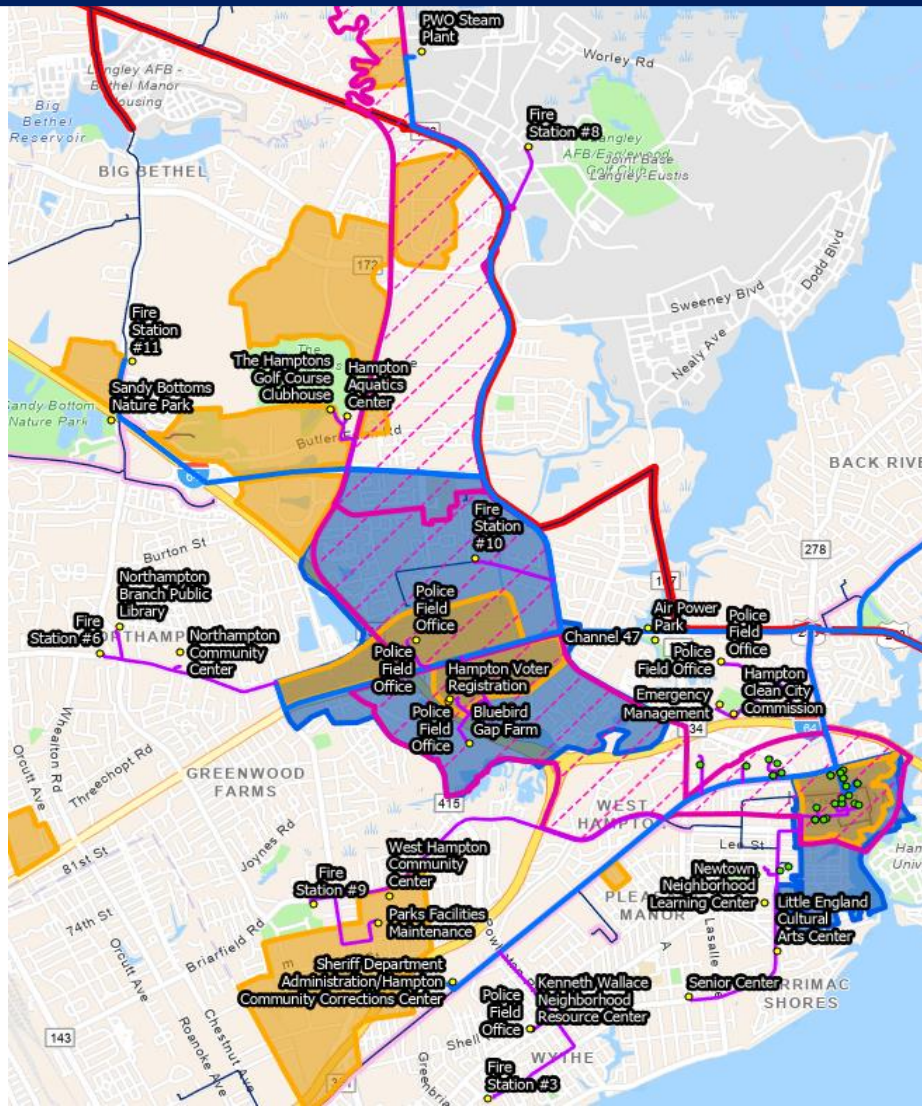 PWO Steam
Plant
Worley Rd
Langley AFB -
Bethel Manor
Housing
Big
Bethel
Reservoir
Fire
Station #8
Langley
AFB/Eaglewood
Golf Club
Joint Base
Langley-Eustis
BIG BETHEL
172
Dodd Blvd
Sweeney Blvd
Nealy Ave
Fire
Station
#11
The Hamptons
Golf Course
Clubhouse
Hampton
Aquatics
Center
Sandy Bottoms
Nature Park
Sandy Bottom
Nature Park
BACK RIVE
Fire
Station
#10
Burton St
278
Northampton
Branch Public
Library
Police
Field
Office
Air Power
Park
Police
Field
Office
Fire
Station #6
Northampton
Community
Center
Channel 47
Police
Field
Office
Hampton Voter
Registration
Police
Field Office
Hampton
Clean City
Commission
Emergency
Management
Police
Field
Office
Bluebird
Gap Farm
Wheaton Rd
Threechopt Rd
Orcutt Ave
64
GREENWOOD
FARMS
415
WEST
Joynes Rd
81st St
Lee St
West Hampton
Community
Center
Newtown
Neighborhood
Learning Center
Fire
Station #9
74th St
MANOR
Little England
Cultural
Arts Center
Parks Facilities
Maintenance
Briarfield Rd
Lasalle
Orcutt Ave
Sheriff Department
Administration/Hampton
Community Corrections Center
Senior Center
SHORES
Police
Field
Office
Kenneth Wallace
Neighborhood
Resource Center
143
Chestnut Ave
Roanoke Ave
Shell
WYTHE
Fire
Station #3